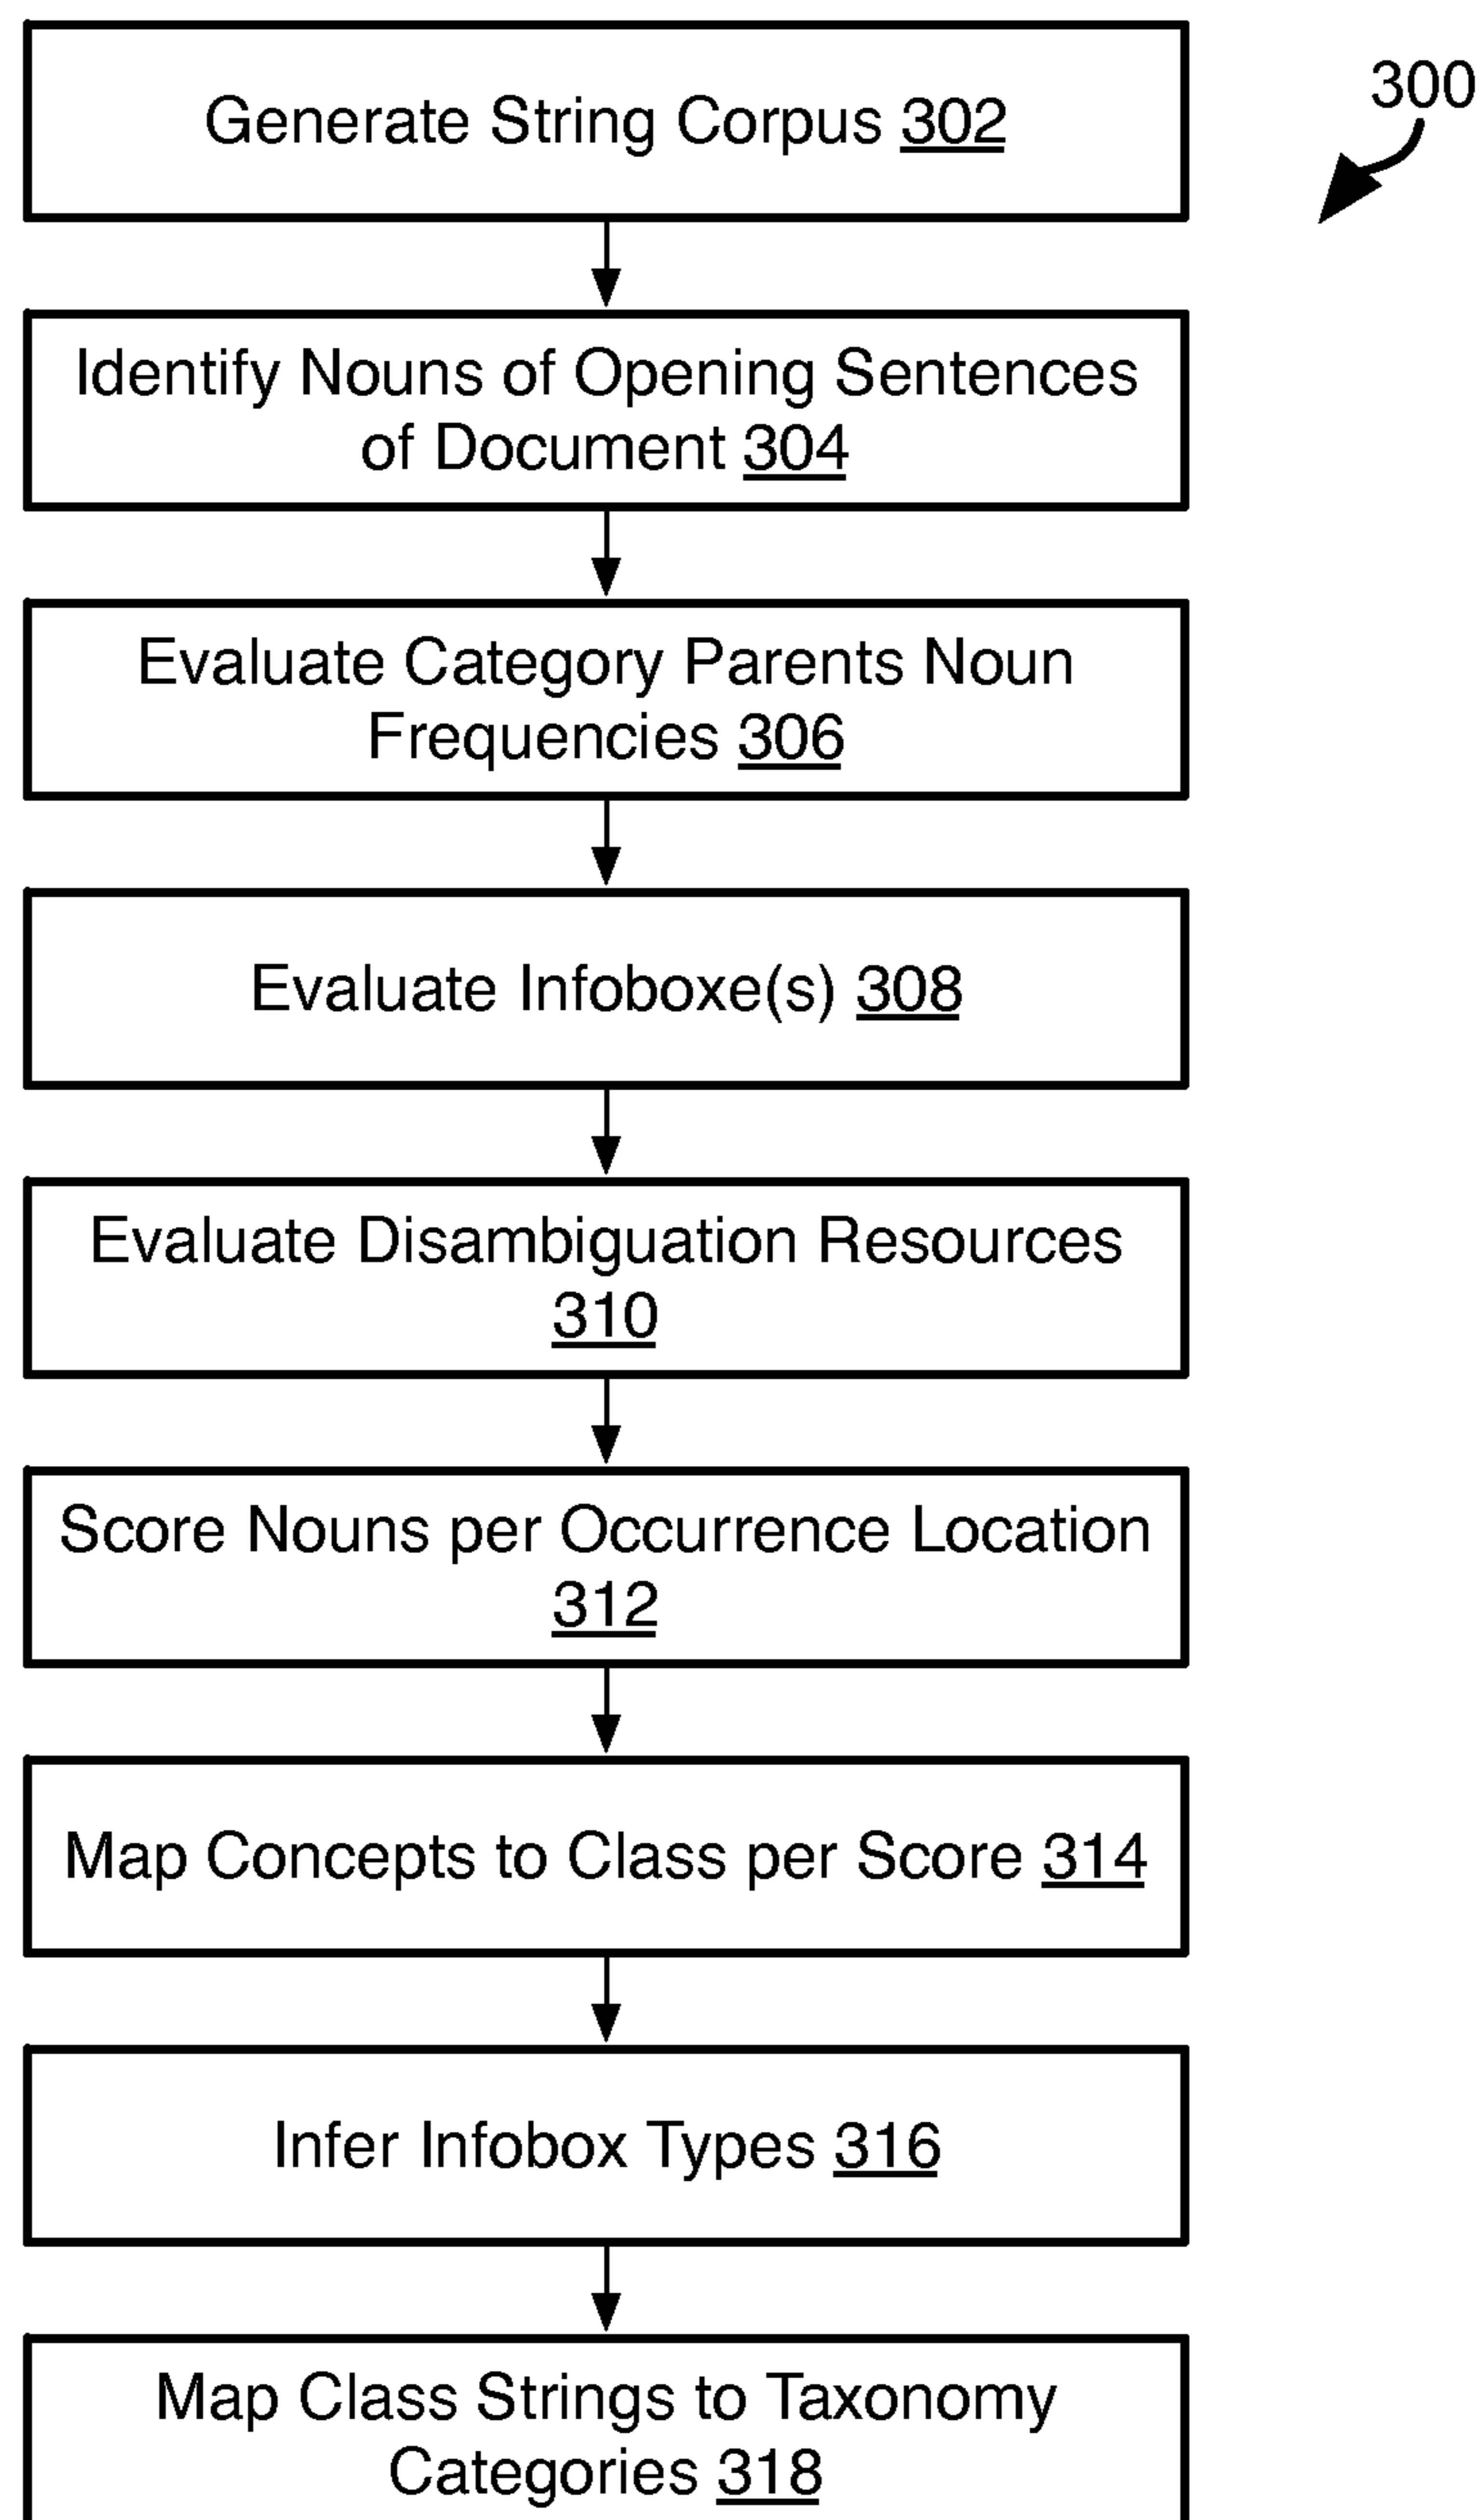 Generate String Corpus 302
300
Identify Nouns of Opening Sentences
of Document 304
Evaluate Category Parents Noun
Frequencies 306
Evaluate Infoboxe(s) 308
Evaluate Disambiguation Resources
310
Score Nouns per Occurrence Location
312
Map Concepts to Class per Score 314
Infer Infobox Types 316
Map Class Strings to Taxonomy
Categories 318